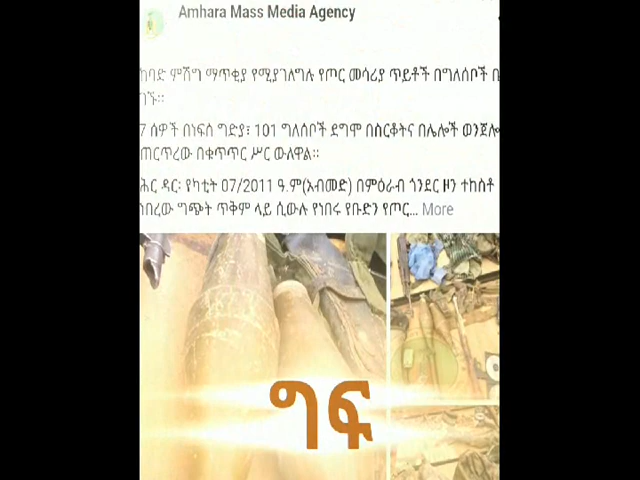 Amhara Mass Media Agency
ከባድ ምሽግ ማጥቂያ የሚያገለግሉ የጦር መሳሪያ ጥይቶች በግለሰቦች
ገኙ።
7 ሰዎች በነፍስ ግድያ፣ 101 ግለሰቦች ደግሞ በስርቆትና በሌሎች ወንጀሎ
ጠርጥረው በቁጥጥር ሥር ውለዋል።
ሕር ዳር፡ የካቲት 07/2011 ዓ.ም(አብመድ) በምዕራብ ጎንደር ዞን ተከስቶ
በረው ግጭት ጥቅም ላይ ሲውሉ የነበሩ የቡድን የጦር... More
ግፍ